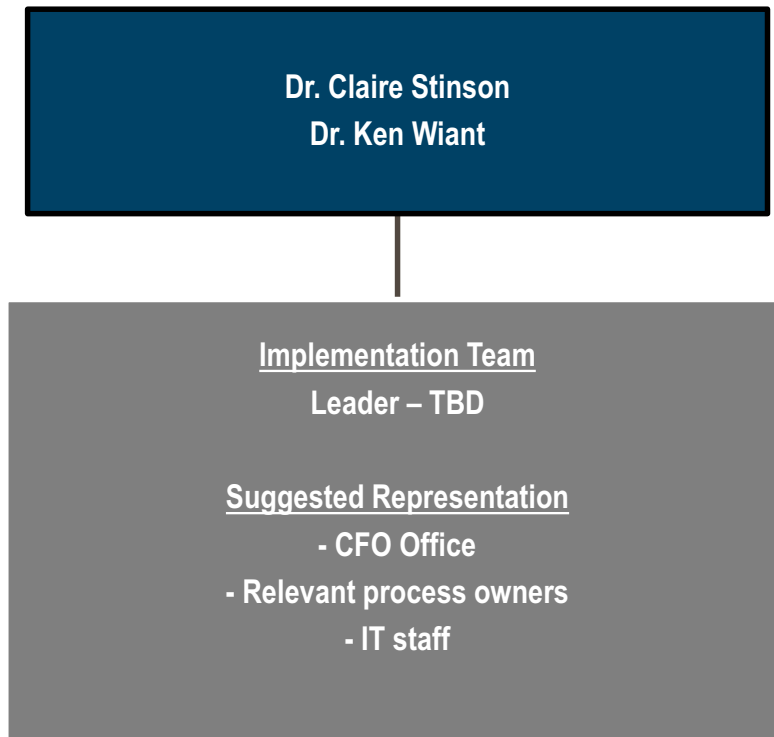 Dr. Claire Stinson
Dr. Ken Wiant
Implementation Team
Leader – TBD
Suggested Representation
- CFO Office
- Relevant process owners
- IT staff